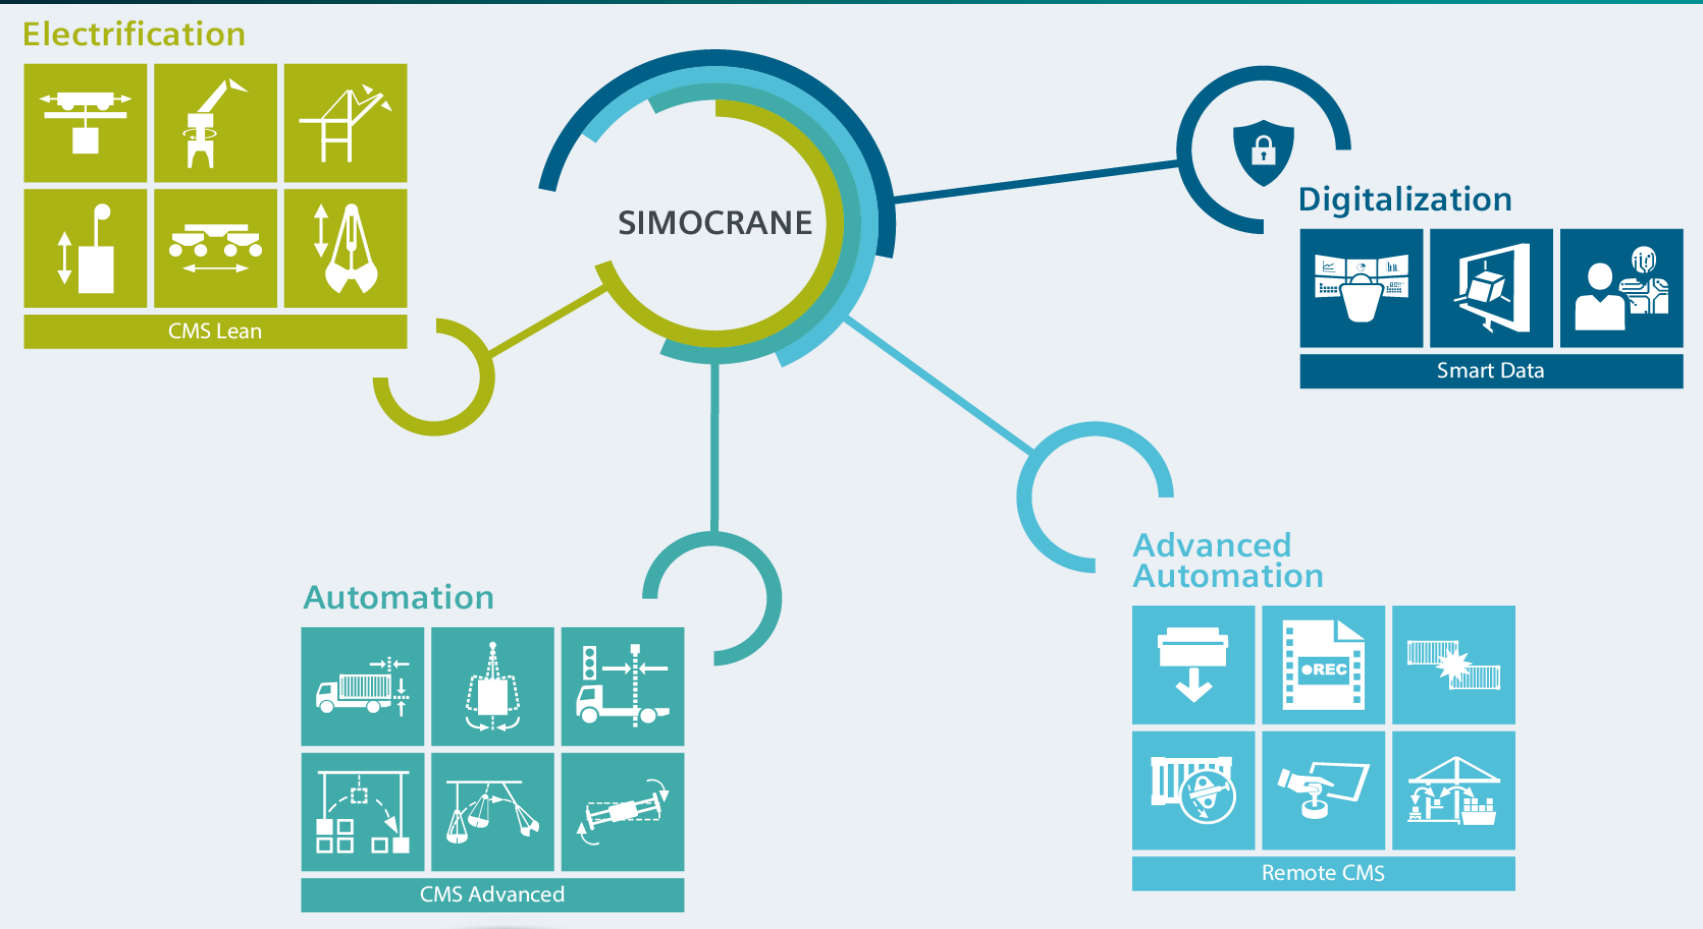 Electrification
CMS Lean
SIMOCRANE
Digitalization
Smart Data
Automation
CMS Advanced
Advanced
Automation
REC
Remote CMS